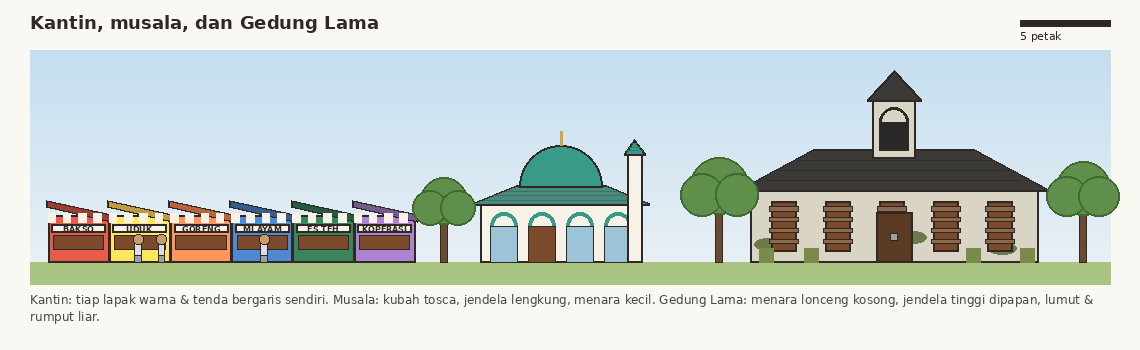 Kantin, musala, dan Gedung Lama
5 petak
BAKSO
UDUK
GORENG
MI AYAM
ES TEH
KOPERASI
Kantin: tiap lapak warna & tenda bergaris sendiri. Musala: kubah tosca, jendela lengkung, menara kecil. Gedung Lama: menara lonceng kosong, jendela tinggi dipapan, lumut &
rumput liar.